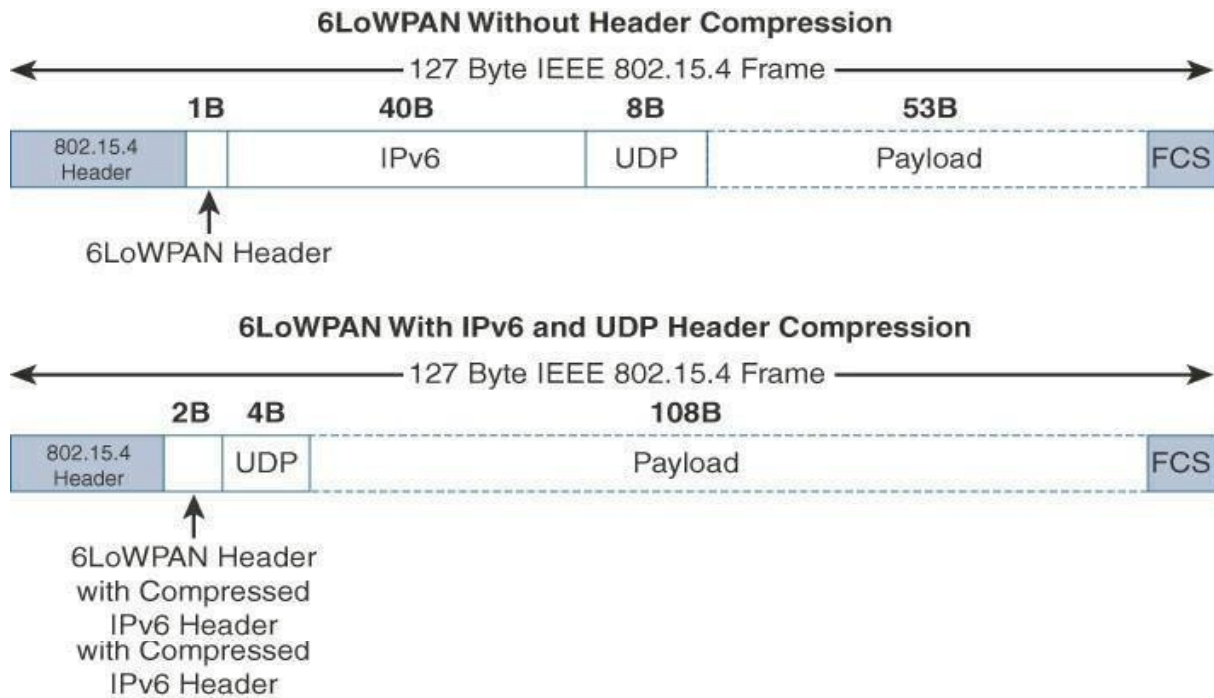 6LoWPAN Without Header Compression
127 Byte IEEE 802.15.4 Frame
1B 40B 8B 53B
802.15.4
Header
IPv6
UDP
Payload
FCS
6LoWPAN Header
6LoWPAN With IPv6 and UDP Header Compression
127 Byte IEEE 802.15.4 Frame
2B 4B 108B
802.15.4
Header
UDP
Payload
FCS
6LoWPAN Header
with Compressed
IPv6 Header
with Compressed
IPv6 Header